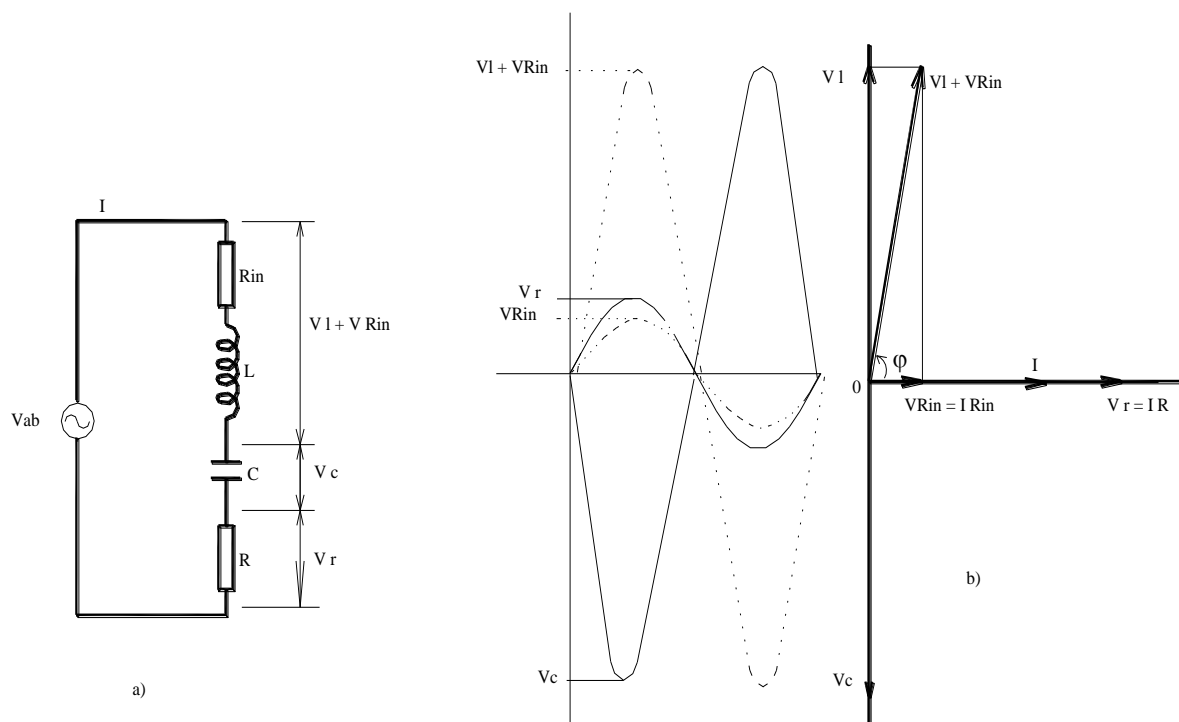 I
Rin
V l + V Rin
L
Vab
C
V c
R
V r
a)
Vl + VRin
V r
VRin
Vc
V l
Vl + VRin
φ
I
0
VRin = I Rin
V r = I R
b)
Vc